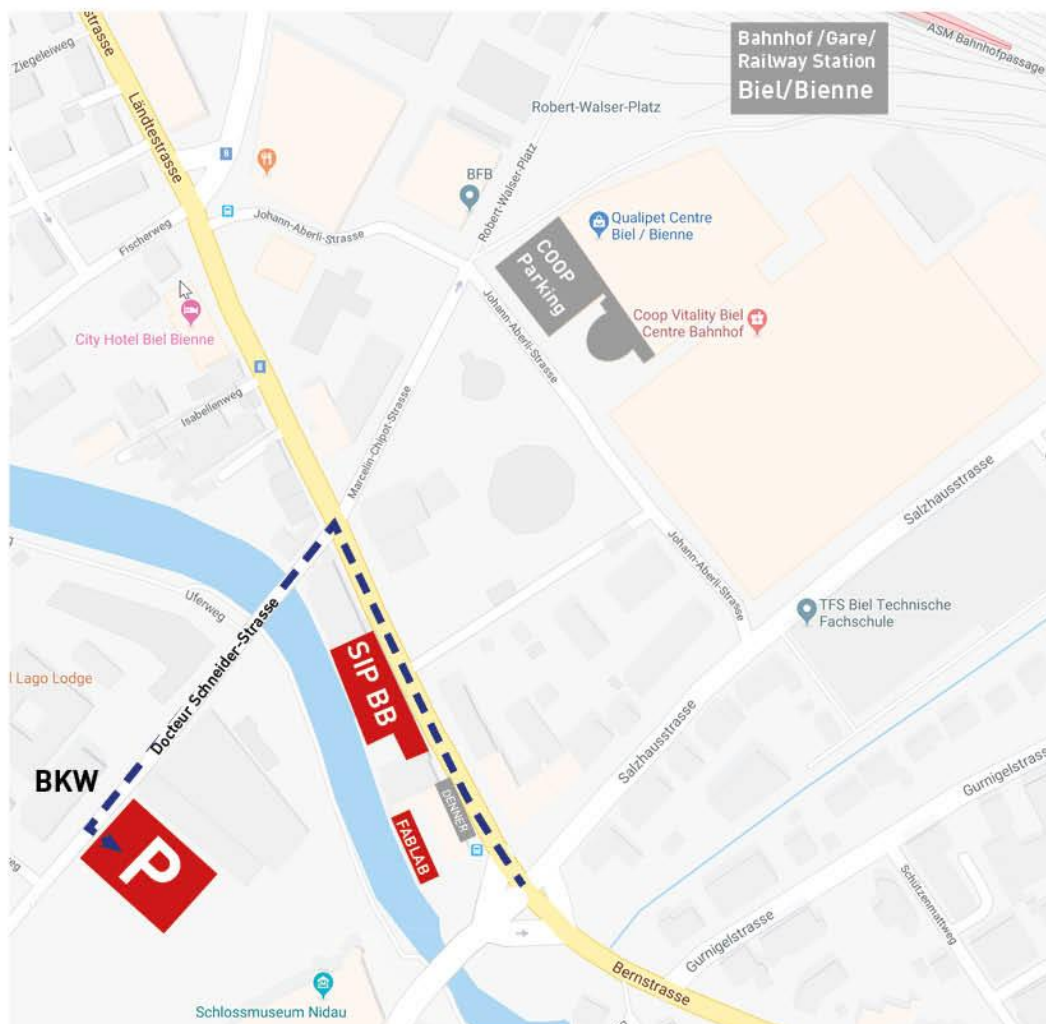 Bahnhof /Gare/
Railway Station
Biel/Bienne
ASM Bahnhofpassage
strasse
Ziegeleiweg
Ländtestrasse
Robert-Walser-Platz
BFB
Robert-Walser-Platz
Johann-Aberli-Strasse
Fischerweg
Qualipet Centre
Biel / Bienne
COOP
Parking
Coop Vitality Biel
Centre Bahnhof
City Hotel Biel Bienne
Johann-Aberli-Strasse
Isabellenweg
Marcelin-Chipot-Strasse
Salzhausstrasse
Johann-Aberli-Strasse
Uferweg
TFS Biel Technische
Fachschule
Docteur Schneider-Strasse
SIP BB
l Lago Lodge
Salzhausstrasse
BKW
P
DENNER
FABLAB
Gurnigelstrasse
eg
Schützenmattweg
Gurnigelstrasse
Bernstrasse
Schlossmuseum Nidau